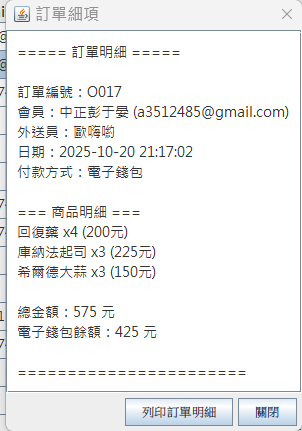 訂單細項
===== 訂單明細 =====
訂單編號：O017
會員：中正彭于晏 (a3512485@gmail.com)
外送員：歐嗨喲
日期：2025-10-20 21:17:02
付款方式：電子錢包
=== 商品明細 ===
回復藥 x4 (200元)
庫納法起司 x3 (225元)
希爾德大蒜 x3 (150元)
總金額：575 元
電子錢包餘額：425 元
======================
列印訂單明細
關閉